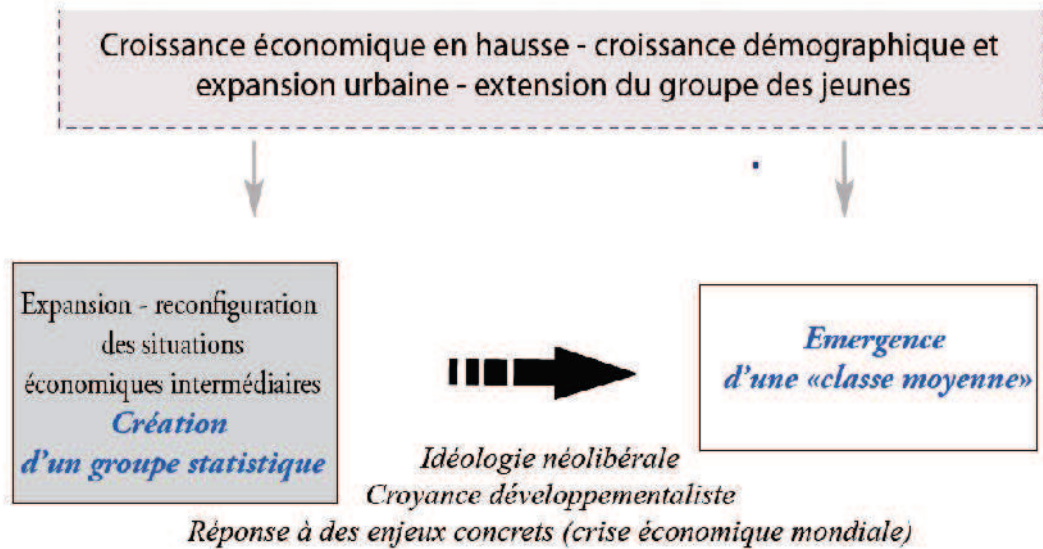 Croissance économique en hausse - croissance démographique et
expansion urbaine - extension du groupe des jeunes
Expansion - reconfiguration
des situations
économiques intermédiaires
Création
d'un groupe statistique
Emergence
d'une «classe moyenne»
Idéologie néolibérale
Croyance développementaliste
Réponse à des enjeux concrets (crise économique mondiale)